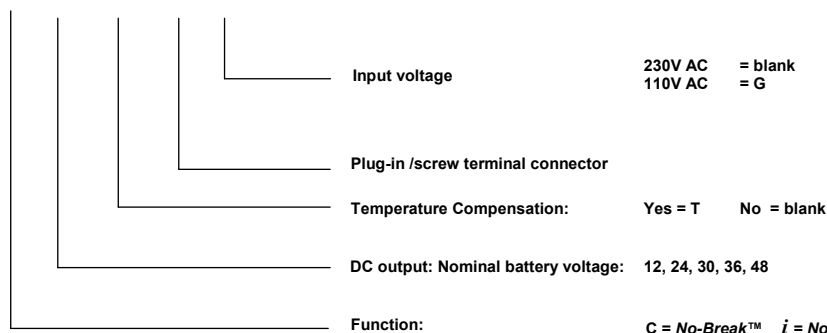 Input voltage 230V AC = blank
110V AC = G
Plug-in /screw terminal connector
Temperature Compensation: Yes = T No = blank
DC output: Nominal battery voltage: 12, 24, 30, 36, 48
Function: C = No-Break™ i = No